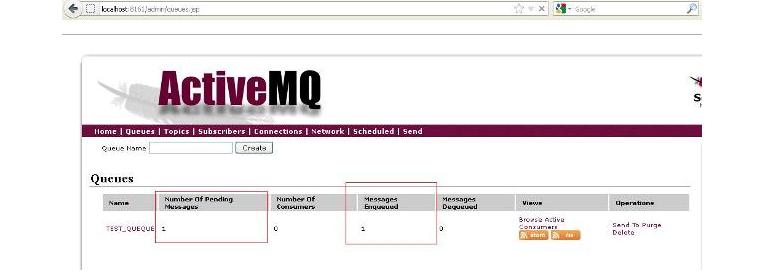 localhost:8161/admin/queues.jsp
Google
ActiveMQ
Home | Queues | Topics | Subscribers | Connections | Network | Scheduled | Send
Queue Name Create
Queues
Name Number Of Pending Messages Number Of Consumers Messages Enqueued Messages Dequeued Views Operations
TEST_QUEQUE 1 0 1 0 Browse Active Consumers atom rss Send To Purge Delete